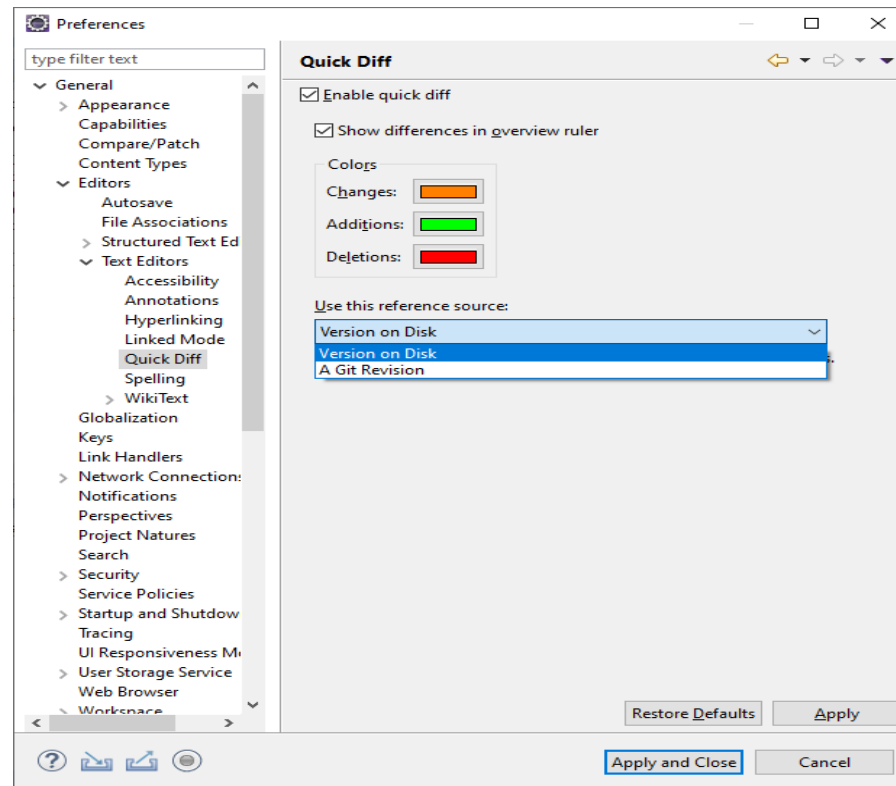 Preferences
type filter text
General
Appearance
Capabilities
Compare/Patch
Content Types
Editors
Autosave
File Associations
Structured Text Ed
Text Editors
Accessibility
Annotations
Hyperlinking
Linked Mode
Quick Diff
Spelling
WikiText
Globalization
Keys
Link Handlers
Network Connection
Notifications
Perspectives
Project Natures
Search
Security
Service Policies
Startup and Shutdow
Tracing
UI Responsiveness M
User Storage Service
Web Browser
Workspace
Quick Diff
Enable quick diff
Show differences in overview ruler
Colors
Changes:
Additions:
Deletions:
Use this reference source:
Version on Disk
Version on Disk
A Git Revision
Restore Defaults
Apply
Apply and Close
Cancel